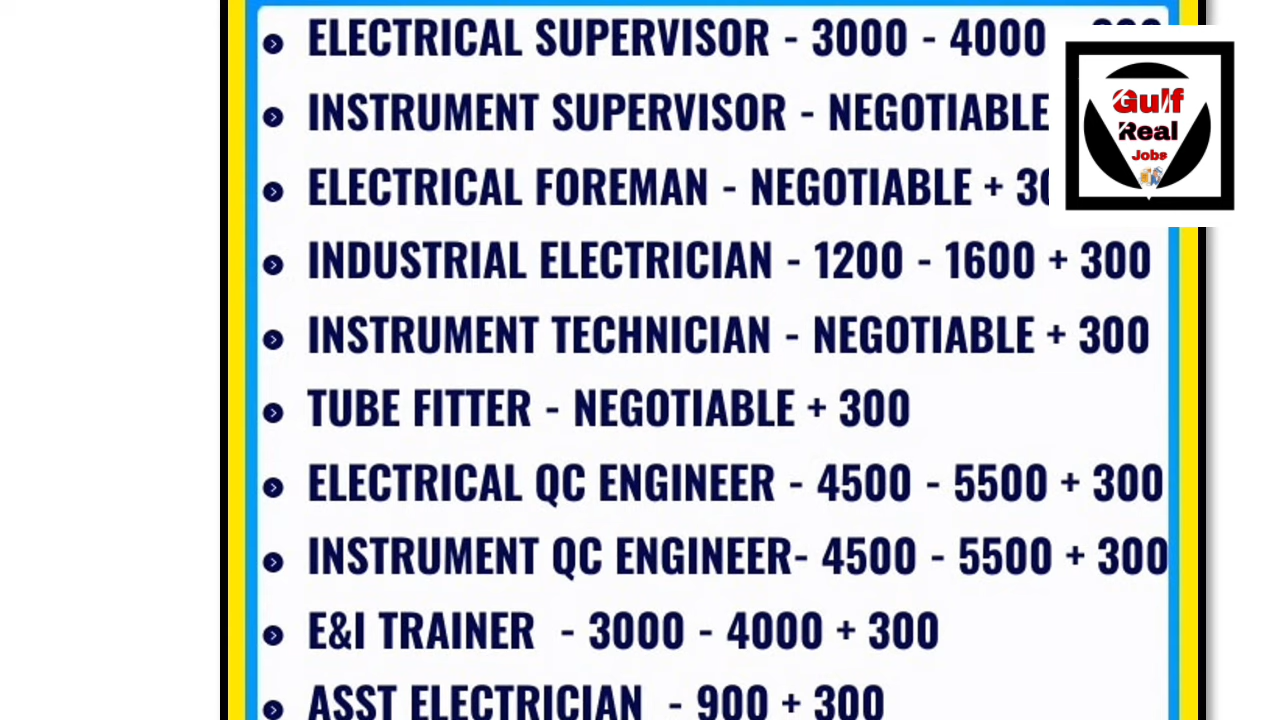 ELECTRICAL SUPERVISOR - 3000 - 4000
INSTRUMENT SUPERVISOR - NEGOTIABLE
ELECTRICAL FOREMAN - NEGOTIABLE +
INDUSTRIAL ELECTRICIAN - 1200 - 1600 + 300
INSTRUMENT TECHNICIAN - NEGOTIABLE + 300
TUBE FITTER - NEGOTIABLE + 300
ELECTRICAL QC ENGINEER - 4500 - 5500 + 300
INSTRUMENT QC ENGINEER- 4500 - 5500 + 300
E&I TRAINER - 3000 - 4000 + 300
ASST ELECTRICIAN - 900 + 300
Gulf
Real
Jobs